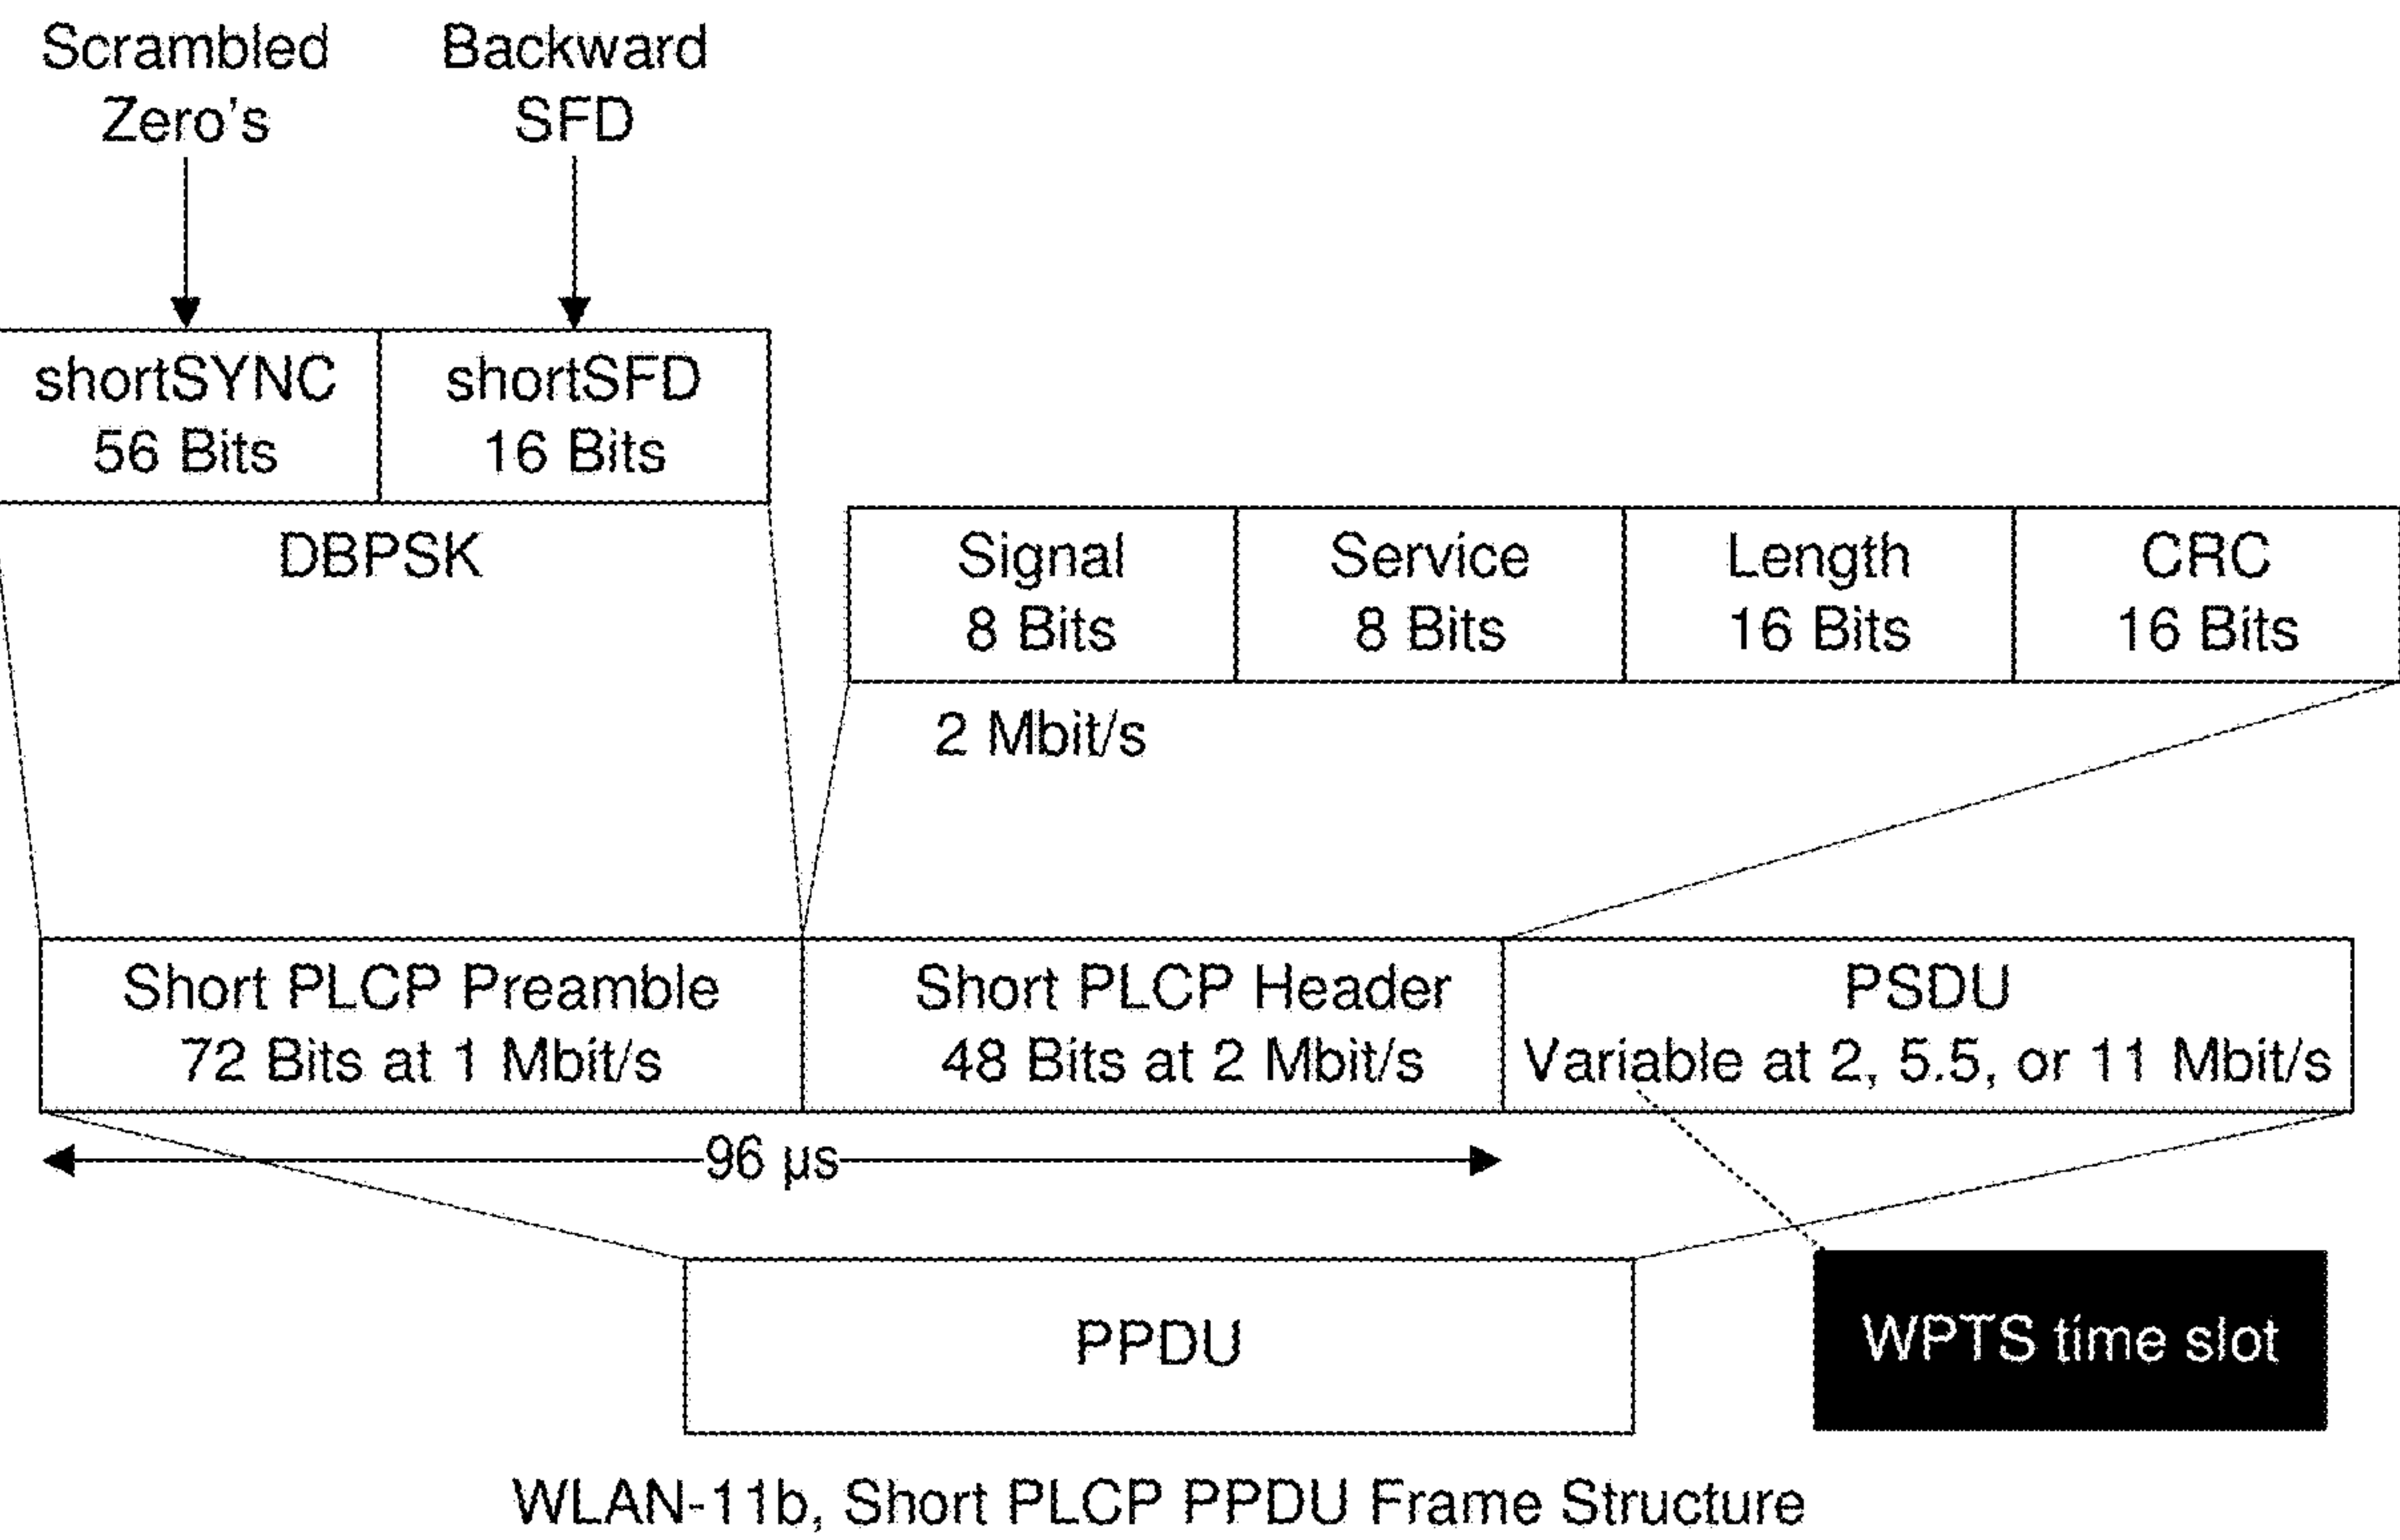 Scrambled
Zero's
Backward
SFD
shortSYNC
56 Bits
shortSFD
16 Bits
DBPSK
Signal
8 Bits
Service
8 Bits
Length
16 Bits
CRC
16 Bits
2 Mbit/s
Short PLCP Preamble
72 Bits at 1 Mbit/s
Short PLCP Header
48 Bits at 2 Mbit/s
PSDU
Variable at 2, 5.5, or 11 Mbit/s
96 µs
PPDU
WPTS time slot
WLAN-11b, Short PLCP PPDU Frame Structure